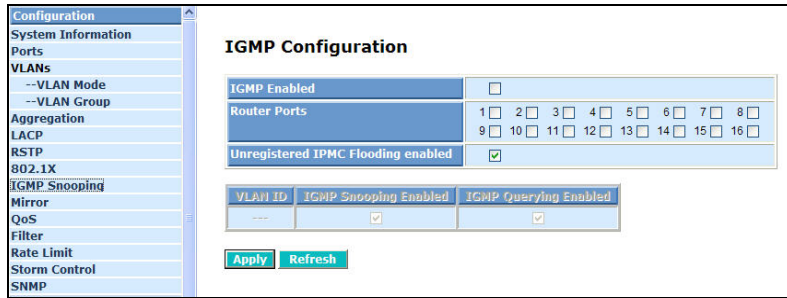 Configuration
System Information
Ports
VLANs
--VLAN Mode
--VLAN Group
Aggregation
LACP
RSTP
802.1X
IGMP Snooping
Mirror
QoS
Filter
Rate Limit
Storm Control
SNMP
IGMP Configuration
IGMP Enabled
Router Ports
1 2 3 4 5 6 7 8
9 10 11 12 13 14 15 16
Unregistered IPMC Flooding enabled
VLAN ID IGMP Snooping Enabled IGMP Querying Enabled
---
Apply Refresh